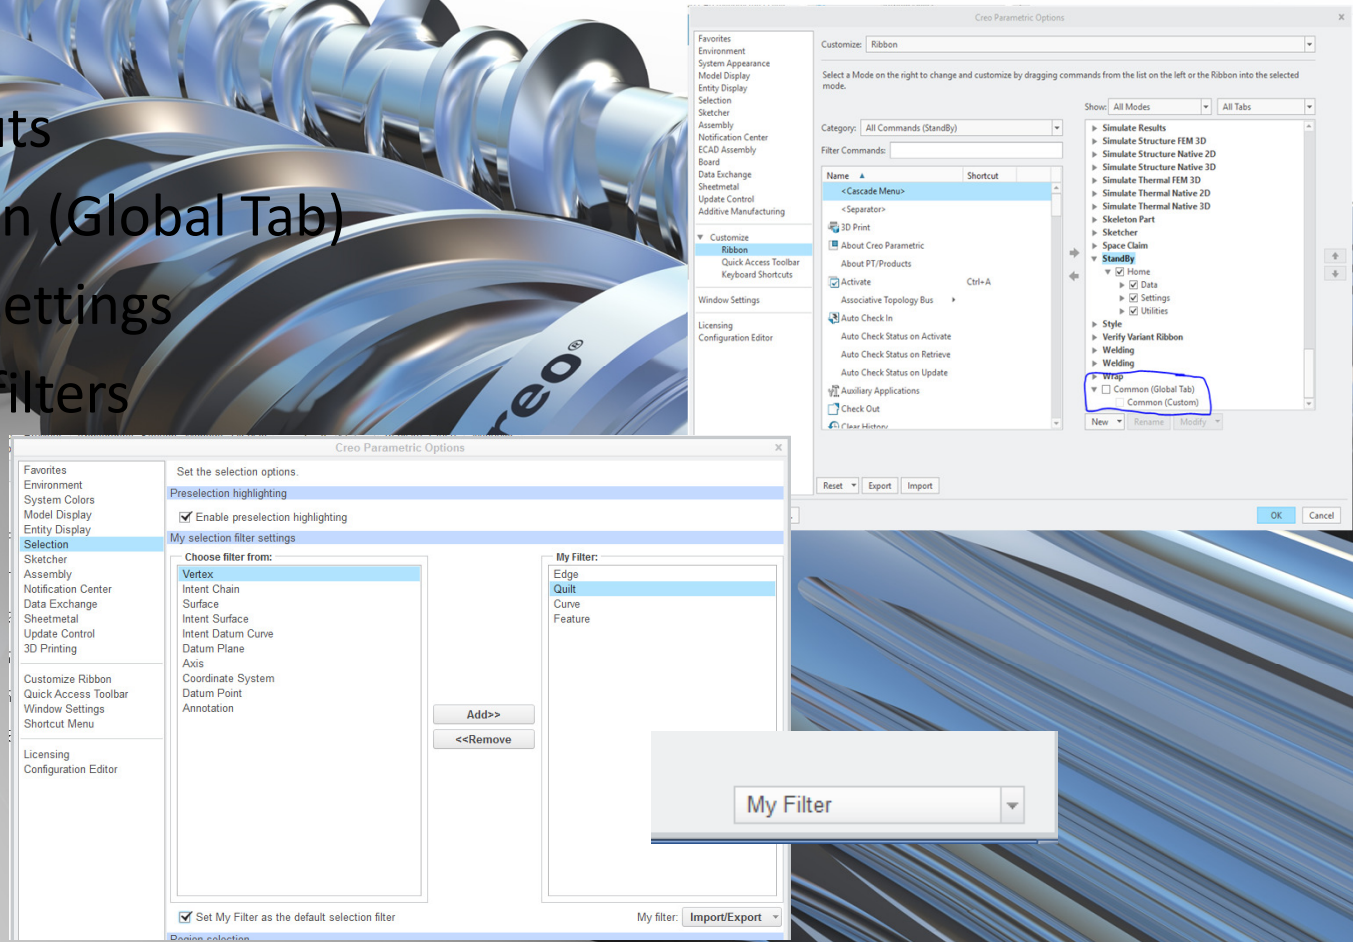 (Global Tab)
filters
reo®
Creo Parametric Options
x
Favorites
Environment
System Appearance
Model Display
Entity Display
Selection
Sketcher
Assembly
Notification Center
ECAD Assembly
Board
Data Exchange
Sheetmetal
Update Control
Additive Manufacturing
Customize
Ribbon
Quick Access Toolbar
Keyboard Shortcuts
Window Settings
Licensing
Configuration Editor
Customize: Ribbon
Select a Mode on the right to change and customize by dragging commands from the list on the left or the Ribbon into the selected
mode.
Category: All Commands (StandBy)
Filter Commands:
Name Shortcut
<Cascade Menu>
<Separator>
3D Print
About Creo Parametric
About PT/Products
Activate Ctrl+A
Associative Topology Bus
Auto Check In
Auto Check Status on Activate
Auto Check Status on Retrieve
Auto Check Status on Update
Auxiliary Applications
Check Out
Clear History
Show: All Modes All Tabs
Simulate Results
Simulate Structure FEM 3D
Simulate Structure Native 2D
Simulate Structure Native 3D
Simulate Thermal FEM 3D
Simulate Thermal Native 2D
Simulate Thermal Native 3D
Skeleton Part
Sketcher
Space Claim
StandBy
Home
Data
Settings
Utilities
Style
Verify Variant Ribbon
Welding
Welding
Wrap
Common (Global Tab)
Common (Custom)
New Rename Modify
Reset Export Import
OK Cancel
Creo Parametric Options
x
Favorites
Environment
System Colors
Model Display
Entity Display
Selection
Sketcher
Assembly
Notification Center
Data Exchange
Sheetmetal
Update Control
3D Printing
Customize Ribbon
Quick Access Toolbar
Window Settings
Shortcut Menu
Licensing
Configuration Editor
Set the selection options.
Preselection highlighting
Enable preselection highlighting
My selection filter settings
Choose filter from:
Vertex
Intent Chain
Surface
Intent Surface
Intent Datum Curve
Datum Plane
Axis
Coordinate System
Datum Point
Annotation
Add>>
<<Remove
My Filter:
Edge
Quilt
Curve
Feature
Set My Filter as the default selection filter
My filter: Import/Export
Region selection
My Filter